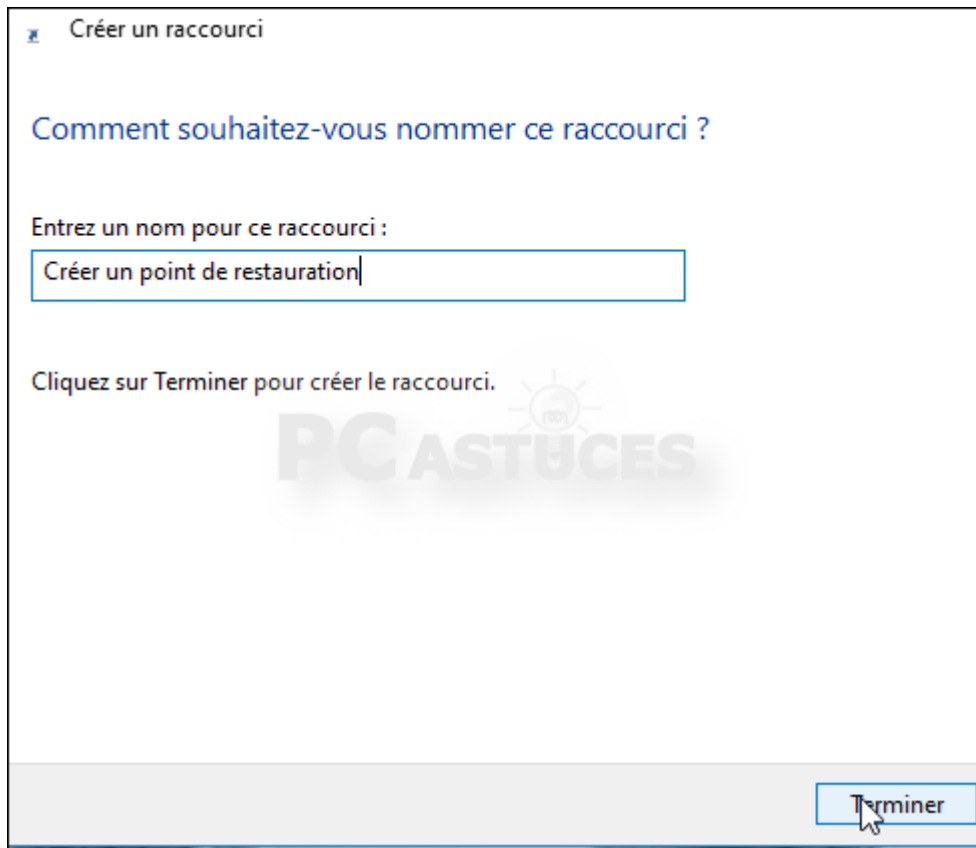 Créer un raccourci
Comment souhaitez-vous nommer ce raccourci ?
Entrez un nom pour ce raccourci :
Créer un point de restauration
Cliquez sur Terminer pour créer le raccourci.
PC ASTUCES
Terminer